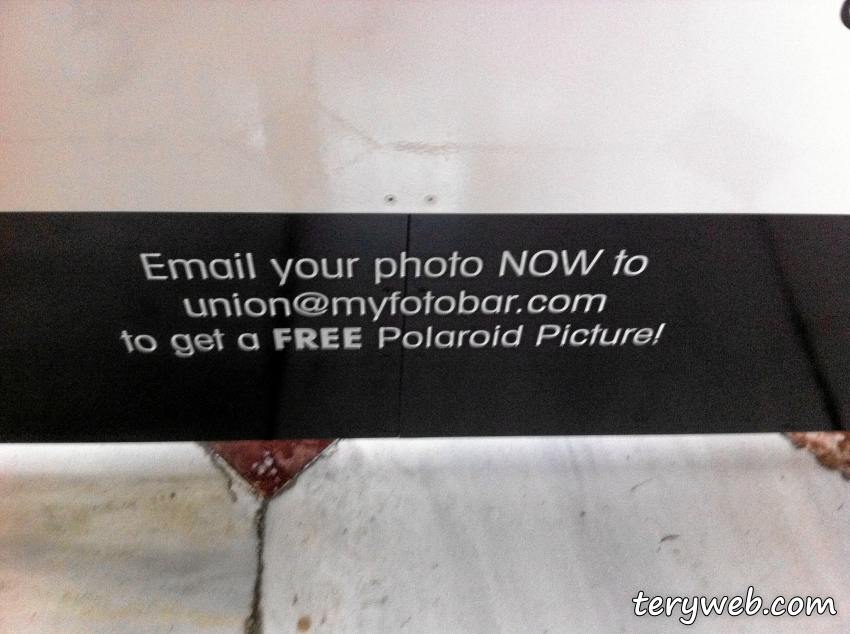 Email your photo NOW to
union@myfotobar.com
to get a FREE Polaroid Picture!
teryweb.com